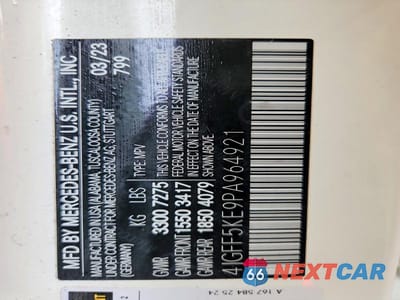 MFD BY MERCEDES-BENZ U.S. INTL., INC
MANUFACTURED IN USA (ALABAMA, TUSCALOOSA COUNTY)
UNDER CONTRACT FOR MERCEDES-BENZ AG, STUTTGART
(GERMANY)
03/23
799
KG LBS TYPE: MPV
GVWR 3300 7275
GAWR FRONT 1550 3417
GAWR REAR 1850 4079
THIS VEHICLE CONFORMS TO ALL APPLICABLE
FEDERAL MOTOR VEHICLE SAFETY STANDARDS
IN EFFECT ON THE DATE OF MANUFACTURE
4JGFF5KE9PA964921
A 167 584 25 24
66 NEXTCAR